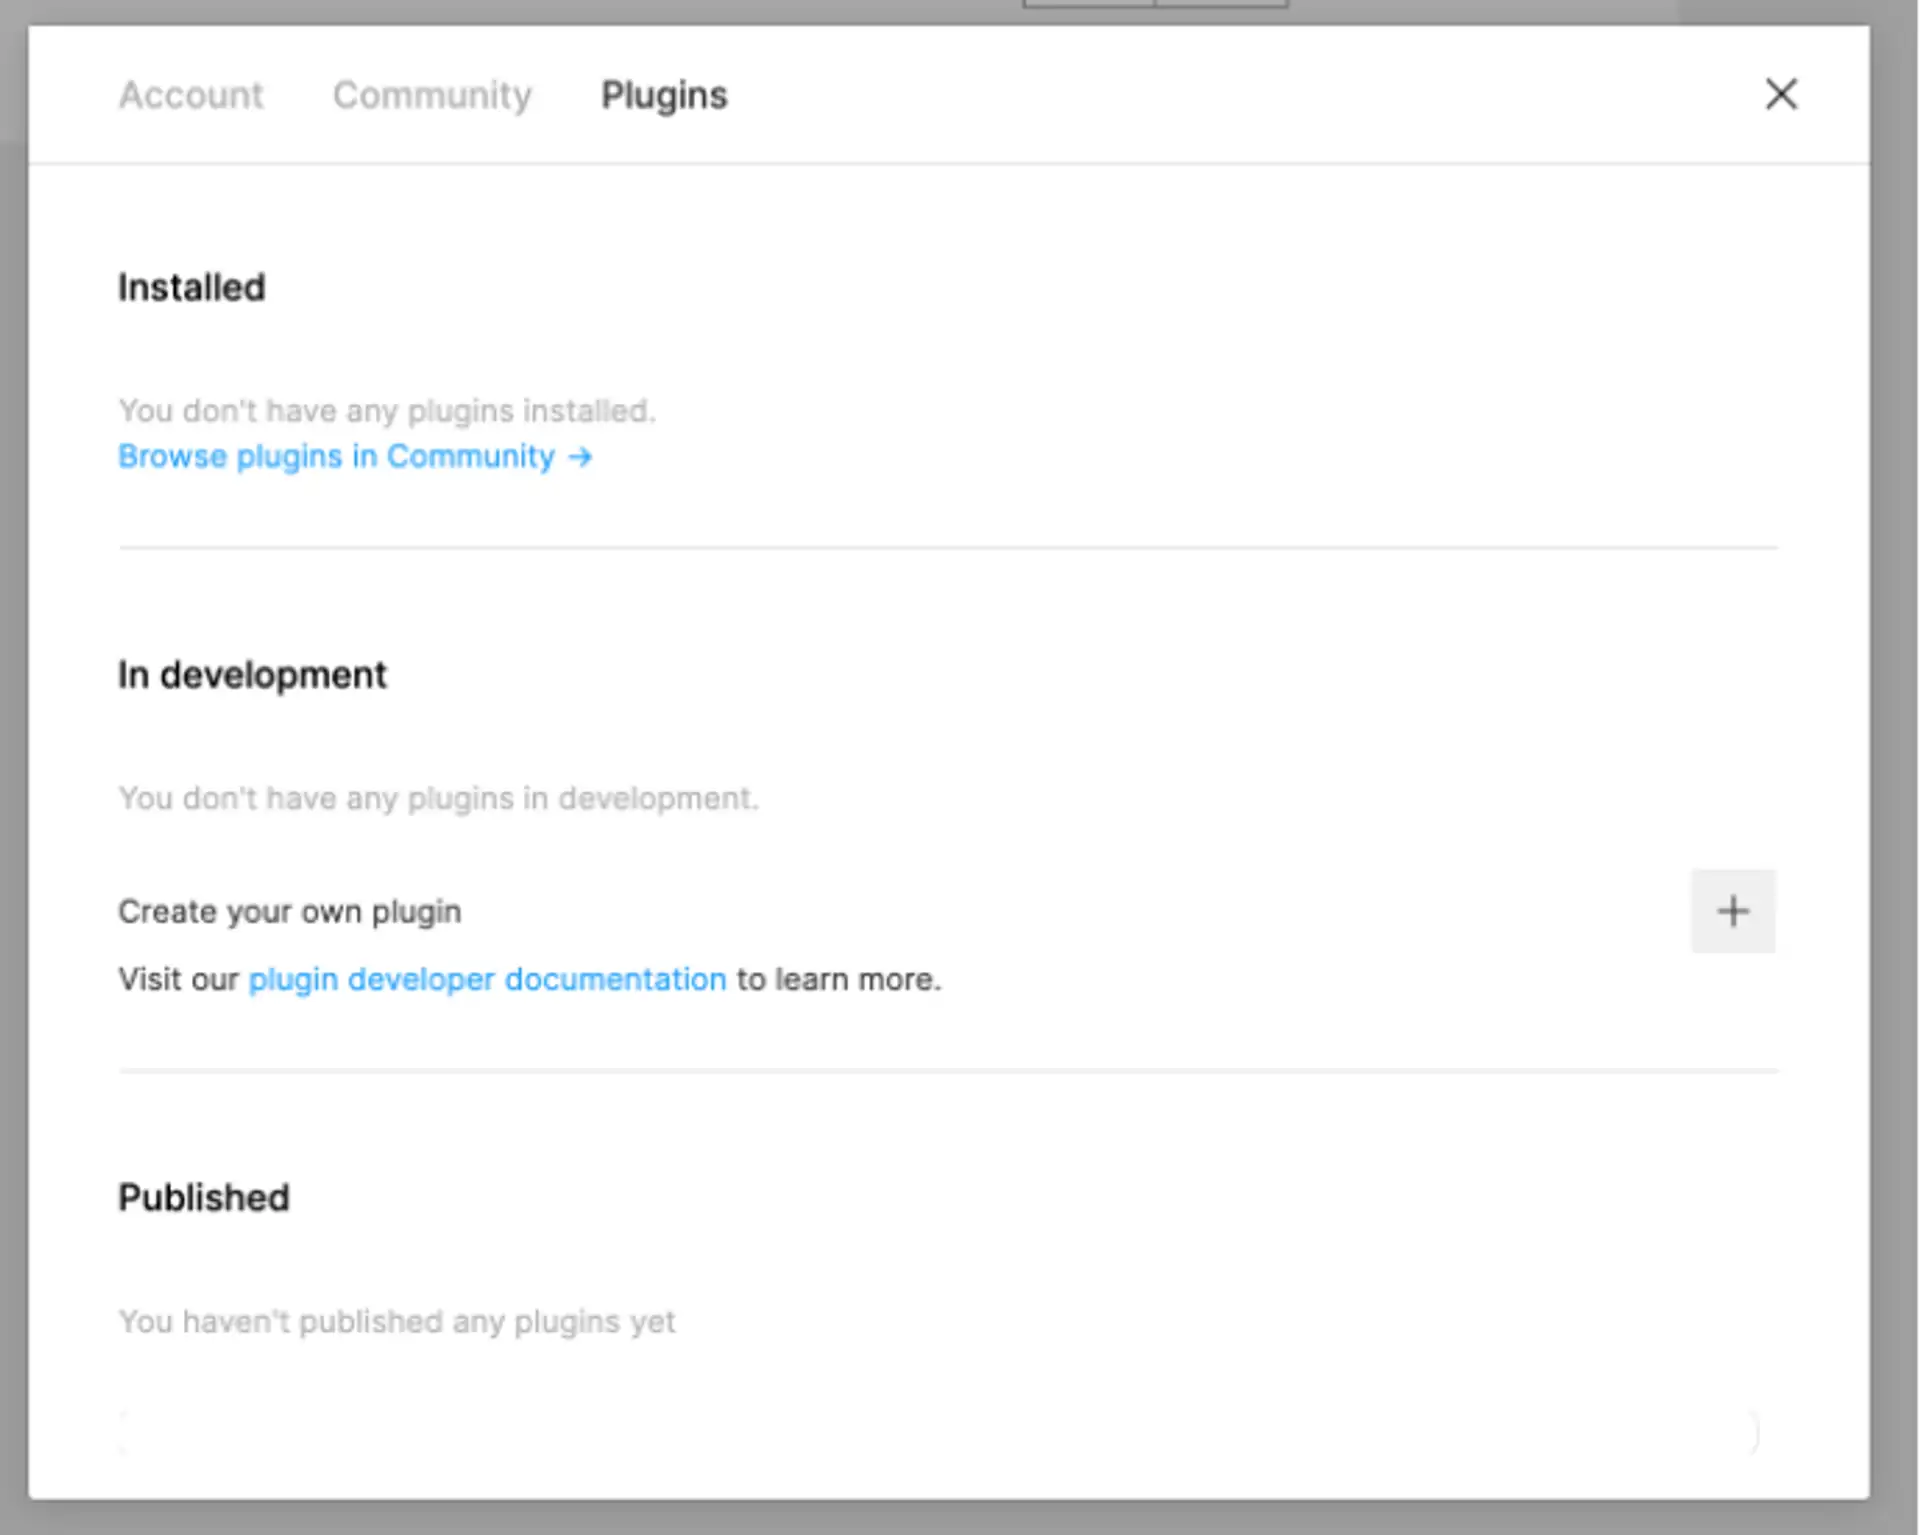 Account Community Plugins
Installed
You don't have any plugins installed.
Browse plugins in Community →
In development
You don't have any plugins in development.
Create your own plugin
Visit our plugin developer documentation to learn more.
Published
You haven't published any plugins yet